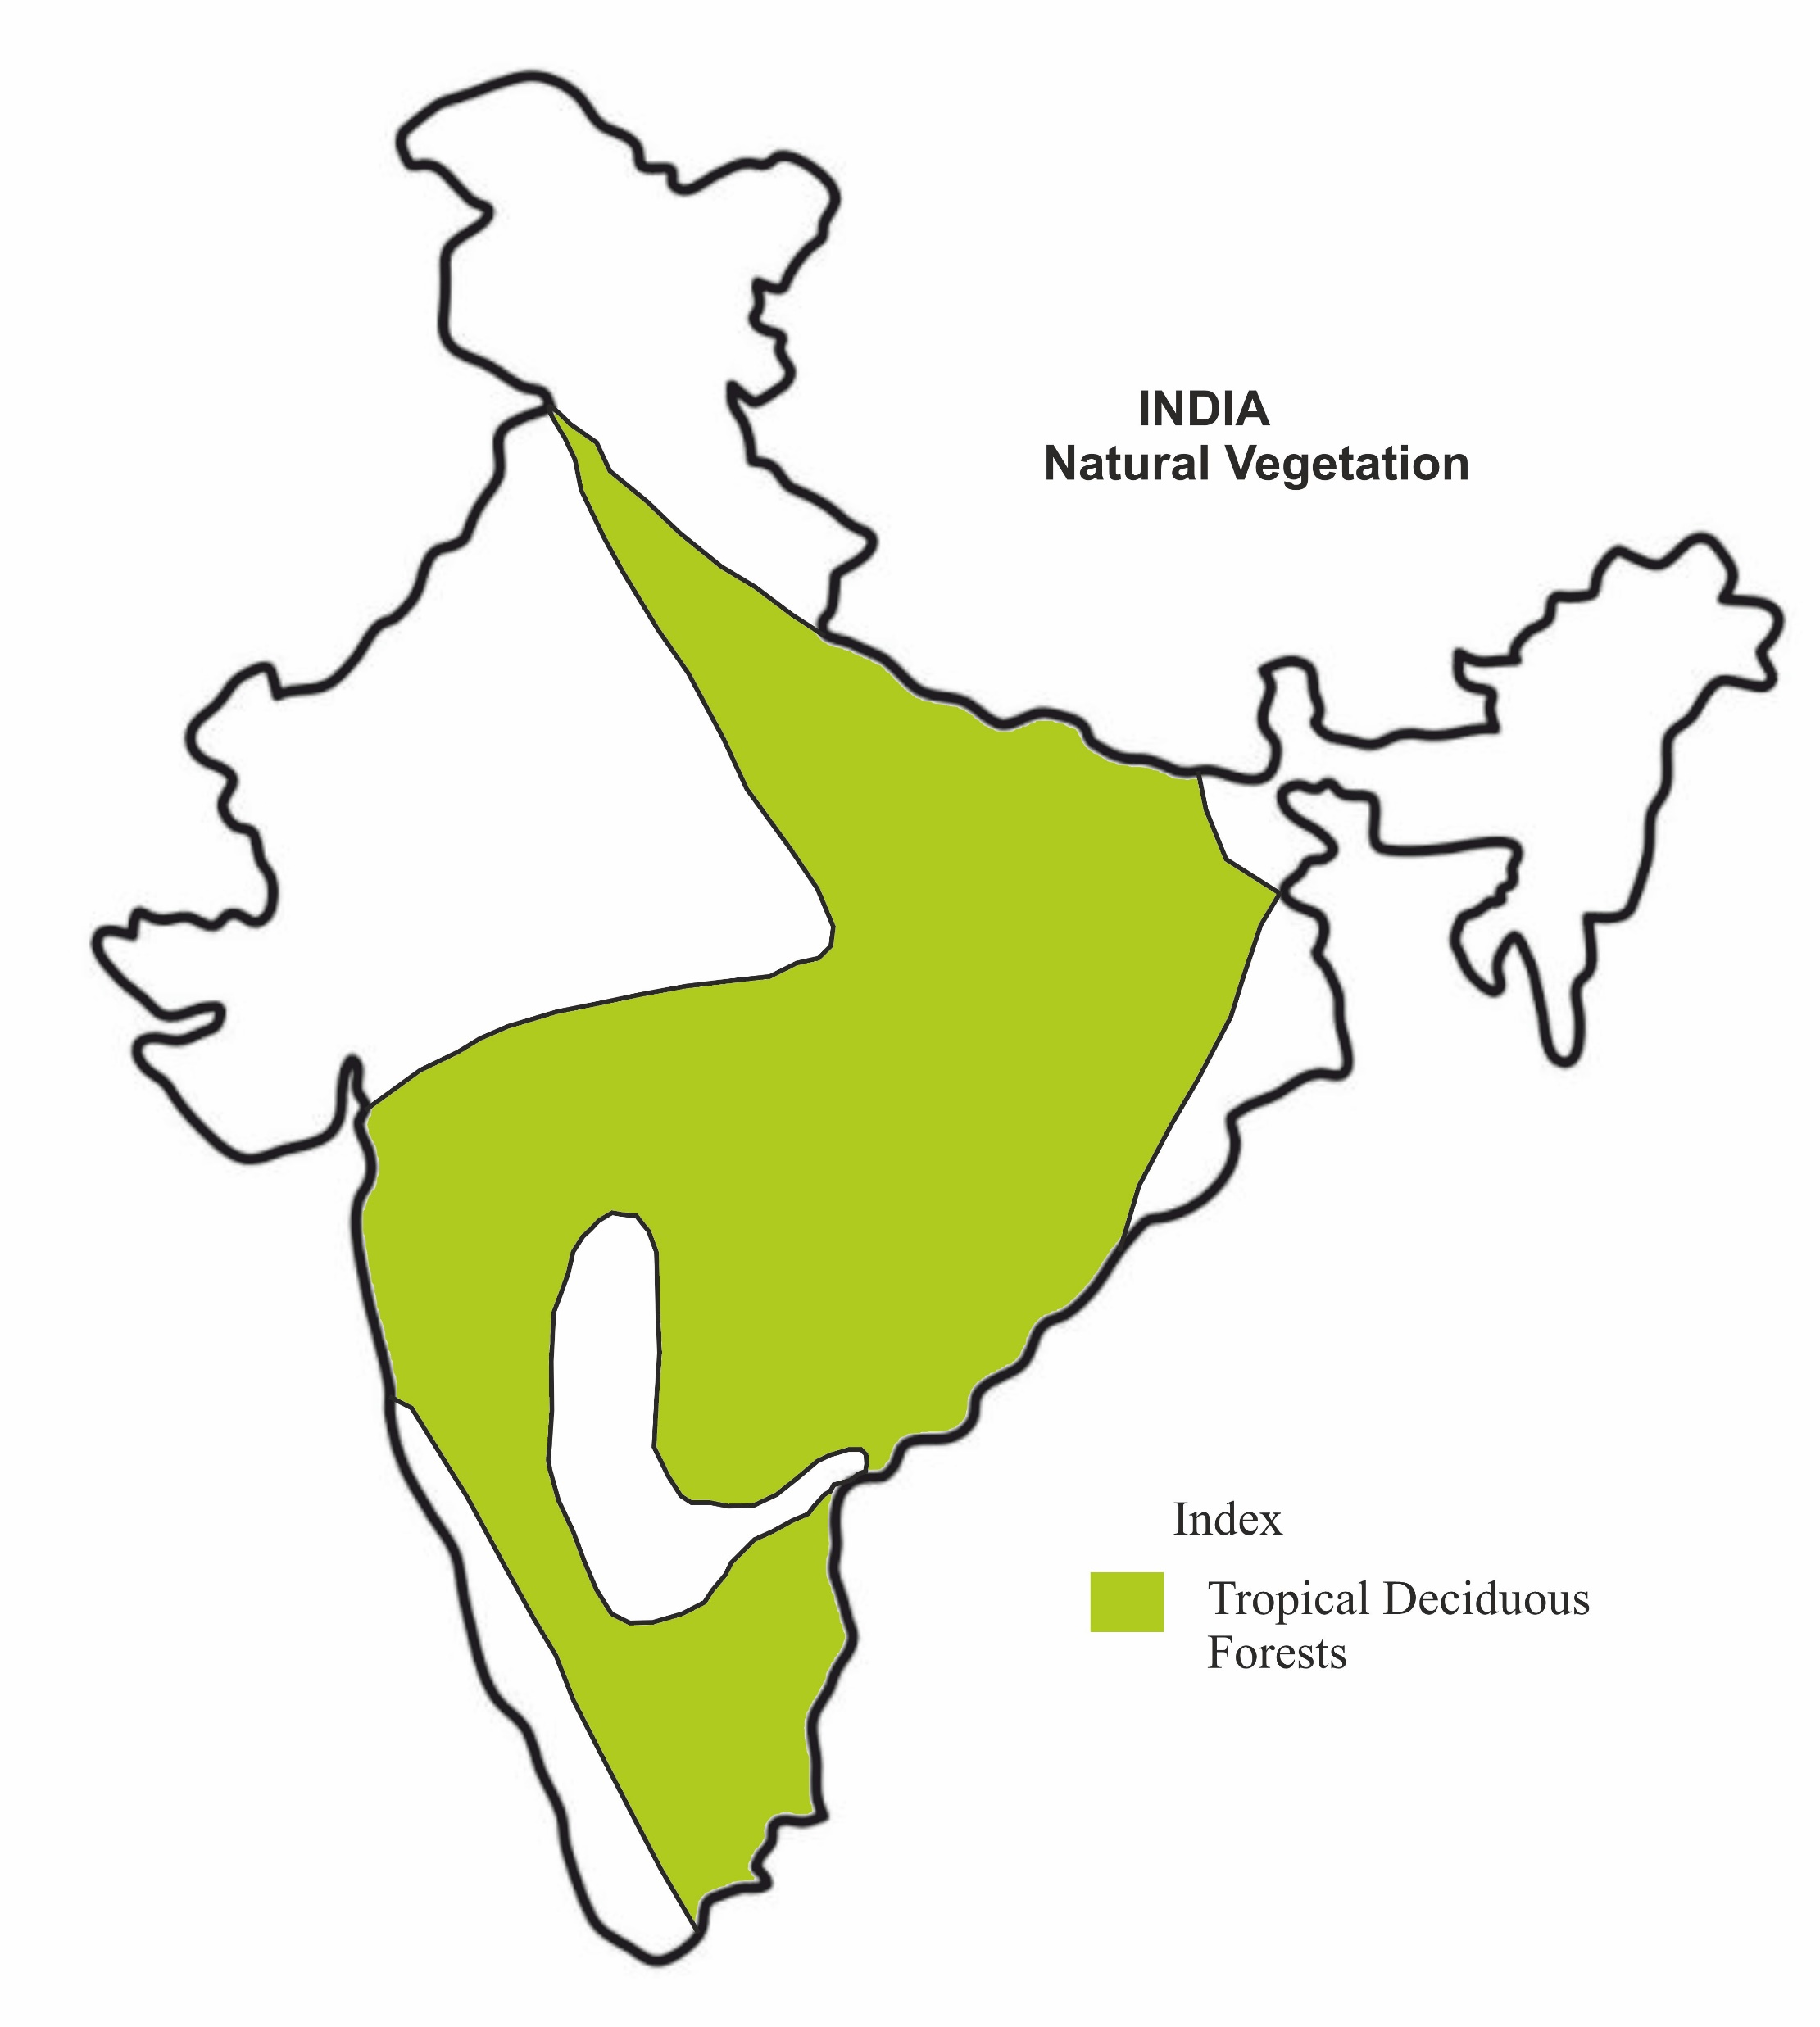 INDIA
Natural Vegetation
Index
Tropical Deciduous
Forests